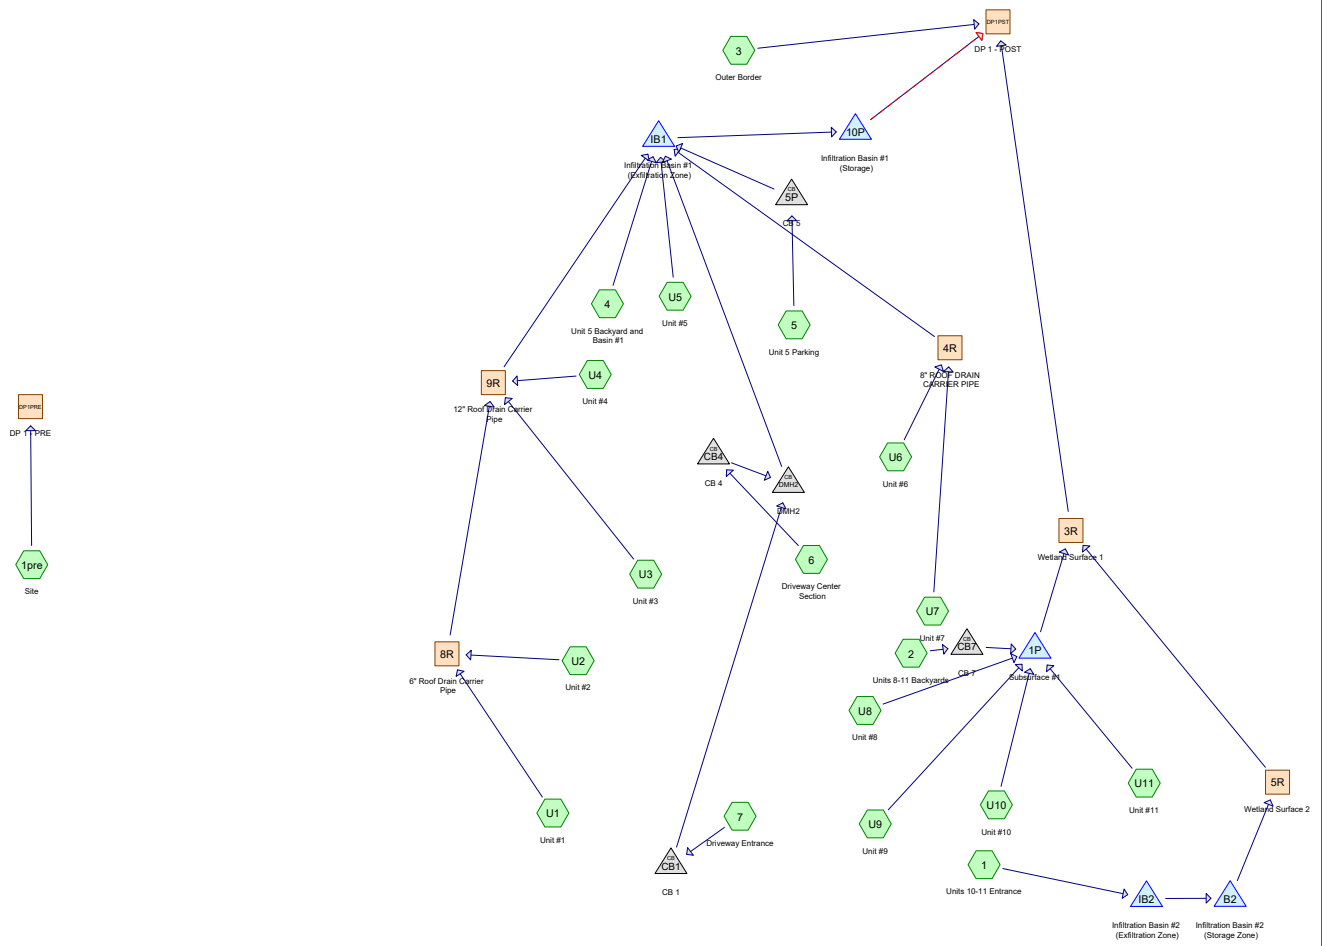 DP1PST
DP 1 - POST
3
Outer Border
IB1
Infiltration Basin #1
(Exfiltration Zone)
10P
Infiltration Basin #1
(Storage)
CB
5P
CB 5
4
Unit 5 Backyard and
Basin #1
U5
Unit #5
5
Unit 5 Parking
4R
8" ROOF DRAIN
CARRIER PIPE
9R
12" Roof Drain Carrier
Pipe
U4
Unit #4
DP1PRE
DP 1 - PRE
CB
CB4
CB 4
CB
DMH2
DMH2
U6
Unit #6
3R
Wetland Surface 1
1pre
Site
U3
Unit #3
6
Driveway Center
Section
U7
Unit #7
8R
6" Roof Drain Carrier
Pipe
U2
Unit #2
2
Units 8-11 Backyards
CB
CB7
CB 7
1P
Subsurface #1
U8
Unit #8
U1
Unit #1
7
Driveway Entrance
U9
Unit #9
U10
Unit #10
U11
Unit #11
5R
Wetland Surface 2
CB
CB1
CB 1
1
Units 10-11 Entrance
IB2
Infiltration Basin #2
(Exfiltration Zone)
B2
Infiltration Basin #2
(Storage Zone)